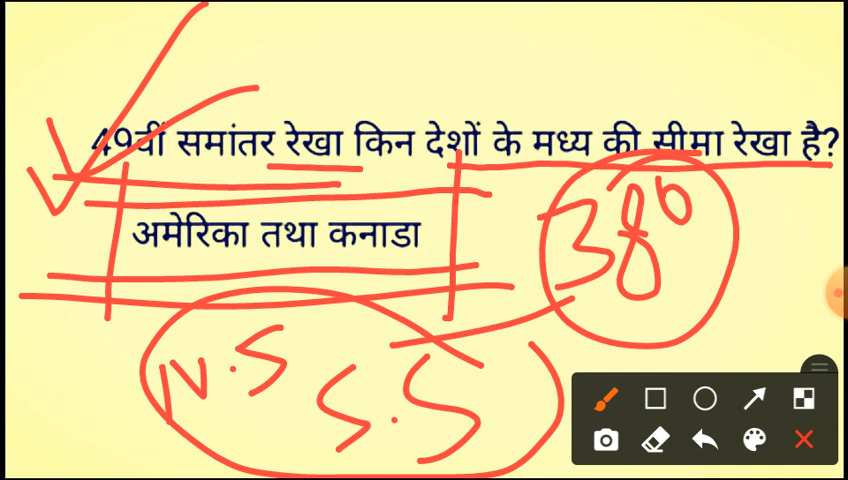 49वीं समांतर रेखा किन देशों के मध्य की सीमा रेखा है?
अमेरिका तथा कनाडा
38°
N.S
S.S